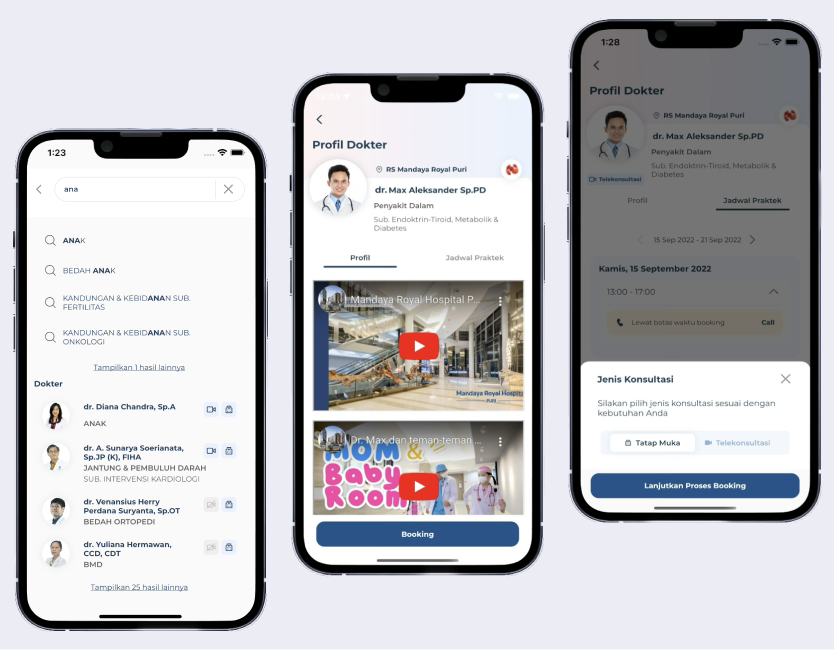 1:23
ana
ANAK
BEDAH ANAK
KANDUNGAN & KEBIDANAN SUB.
FERTILITAS
KANDUNGAN & KEBIDANAN SUB.
ONKOLOGI
Tampilkan 1 hasil lainnya
Dokter
dr. Diana Chandra, Sp.A
ANAK
dr. A. Sunarya Soerianata,
Sp.JP (K), FIHA
JANTUNG & PEMBULUH DARAH
SUB. INTERVENSI KARDIOLOGI
dr. Venansius Herry
Perdana Suryanta, Sp.OT
BEDAH ORTOPEDI
dr. Yuliana Hermawan,
CCD, CDT
BMD
Tampilkan 25 hasil lainnya
Profil Dokter
RS Mandaya Royal Puri
dr. Max Aleksander Sp.PD
Penyakit Dalam
Sub. Endoktrin-Tiroid, Metabolik &
Diabetes
Profil
Jadwal Praktek
Mandaya Royal Hospital P...
Mandaya Royal Hospital
PURI
Dr. Max dan teman-teman ...
MOM &
Baby
Room
Booking
1:28
Profil Dokter
RS Mandaya Royal Puri
dr. Max Aleksander Sp.PD
Penyakit Dalam
Sub. Endoktrin-Tiroid, Metabolik &
Diabetes
Telekonsultasi
Profil
Jadwal Praktek
15 Sep 2022 - 21 Sep 2022
Kamis, 15 September 2022
13:00 - 17:00
Lewat batas waktu booking
Call
Jenis Konsultasi
Silakan pilih jenis konsultasi sesuai dengan
kebutuhan Anda
Tatap Muka
Telekonsultasi
Lanjutkan Proses Booking